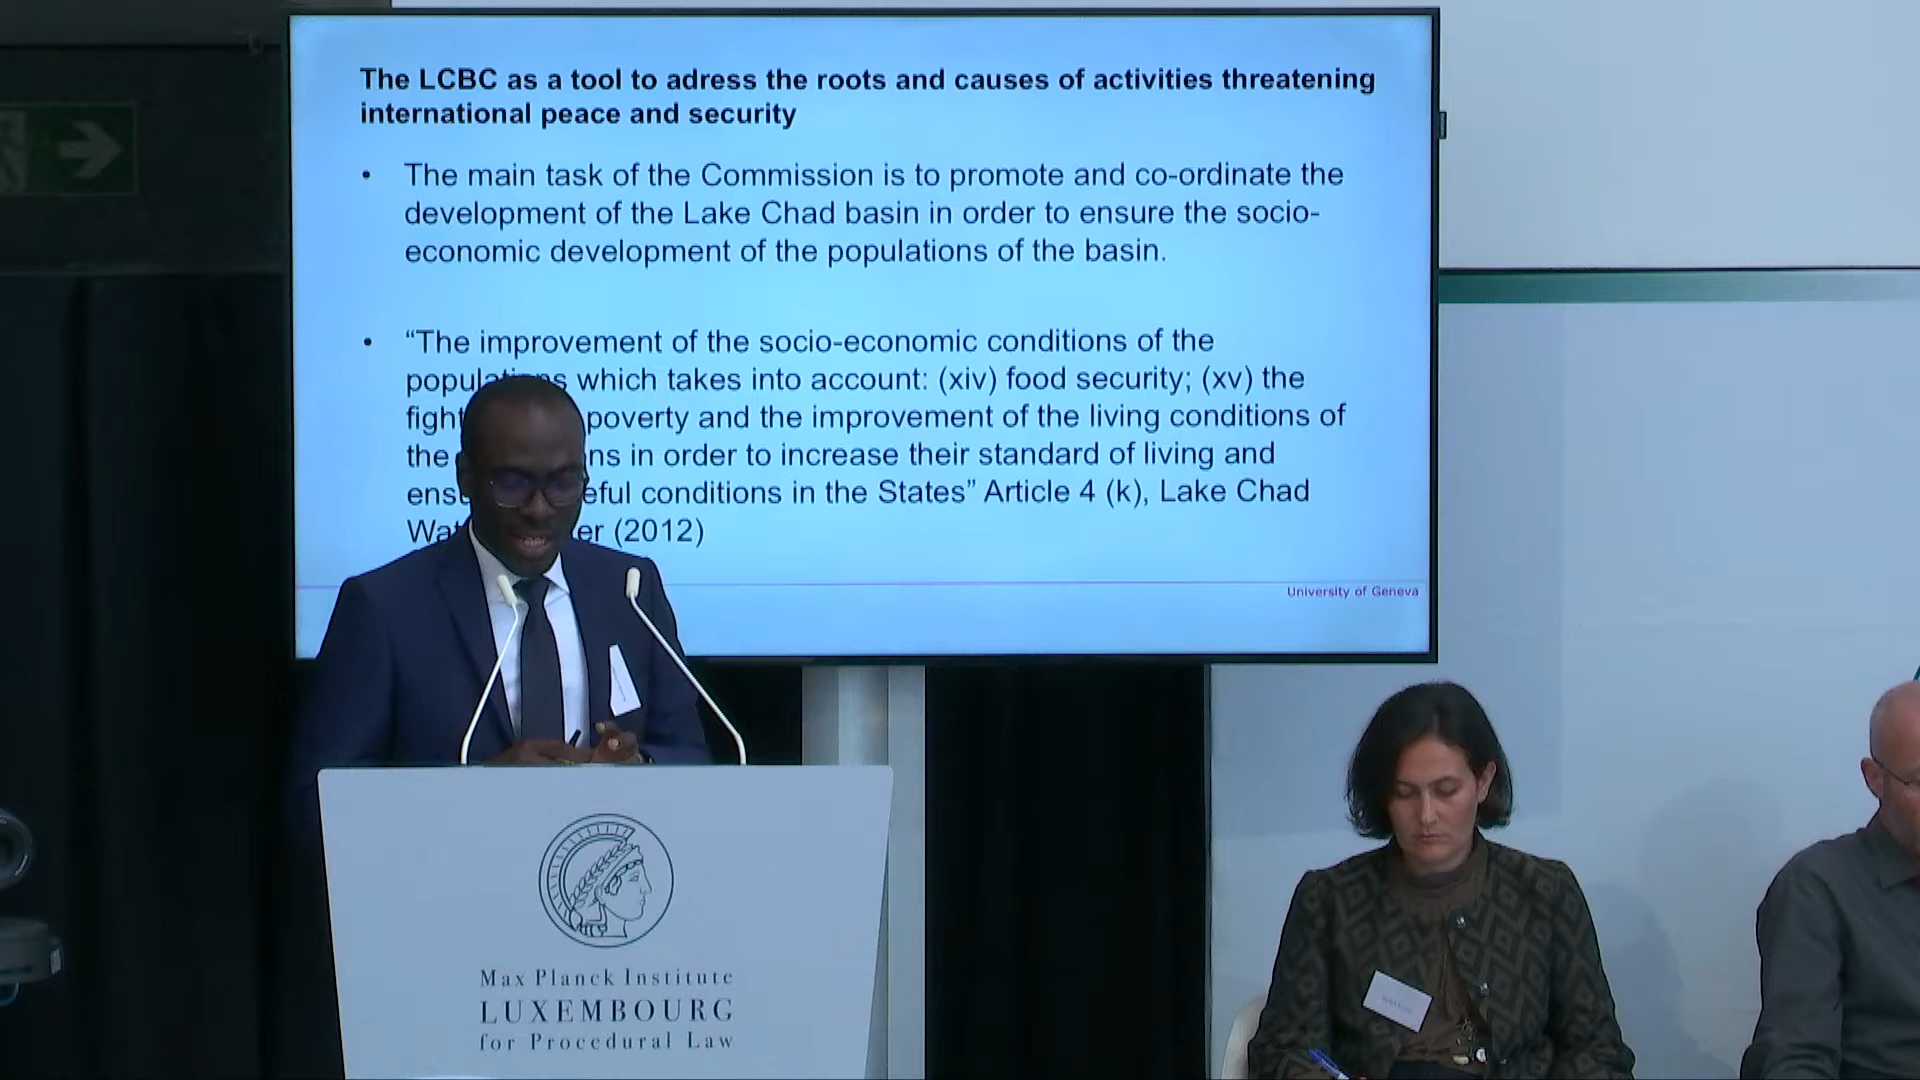 The LCBC as a tool to adress the roots and causes of activities threatening
international peace and security
• The main task of the Commission is to promote and co-ordinate the
development of the Lake Chad basin in order to ensure the socio-
economic development of the populations of the basin.
• “The improvement of the socio-economic conditions of the
which takes into account: (xiv) food security; (xv) the
fight poverty and the improvement of the living conditions of
the in order to increase their standard of living and
conditions in the States” Article 4 (k), Lake Chad
(2012)
University of Geneva
Max Planck Institute
LUXEMBOURG
for Procedural Law